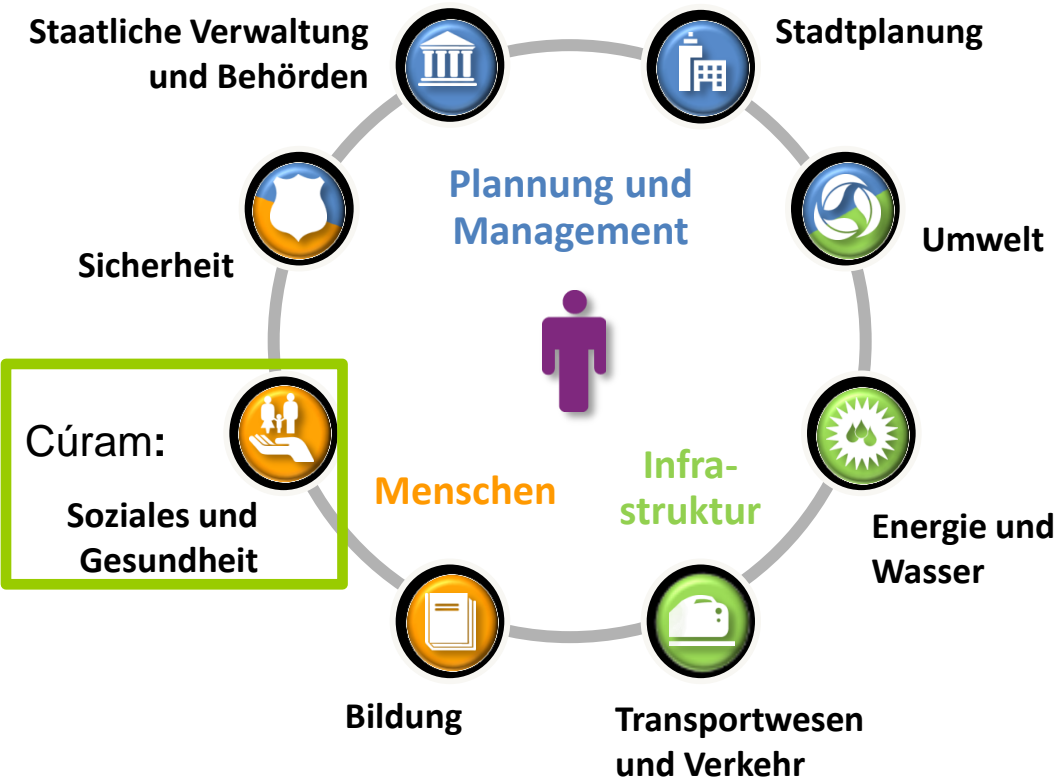 Staatliche Verwaltung
und Behörden
Stadtplanung
Plannung und
Management
Umwelt
Sicherheit
Cúram:
Soziales und
Gesundheit
Menschen
Infra-
struktur
Energie und
Wasser
Bildung
Transportwesen
und Verkehr